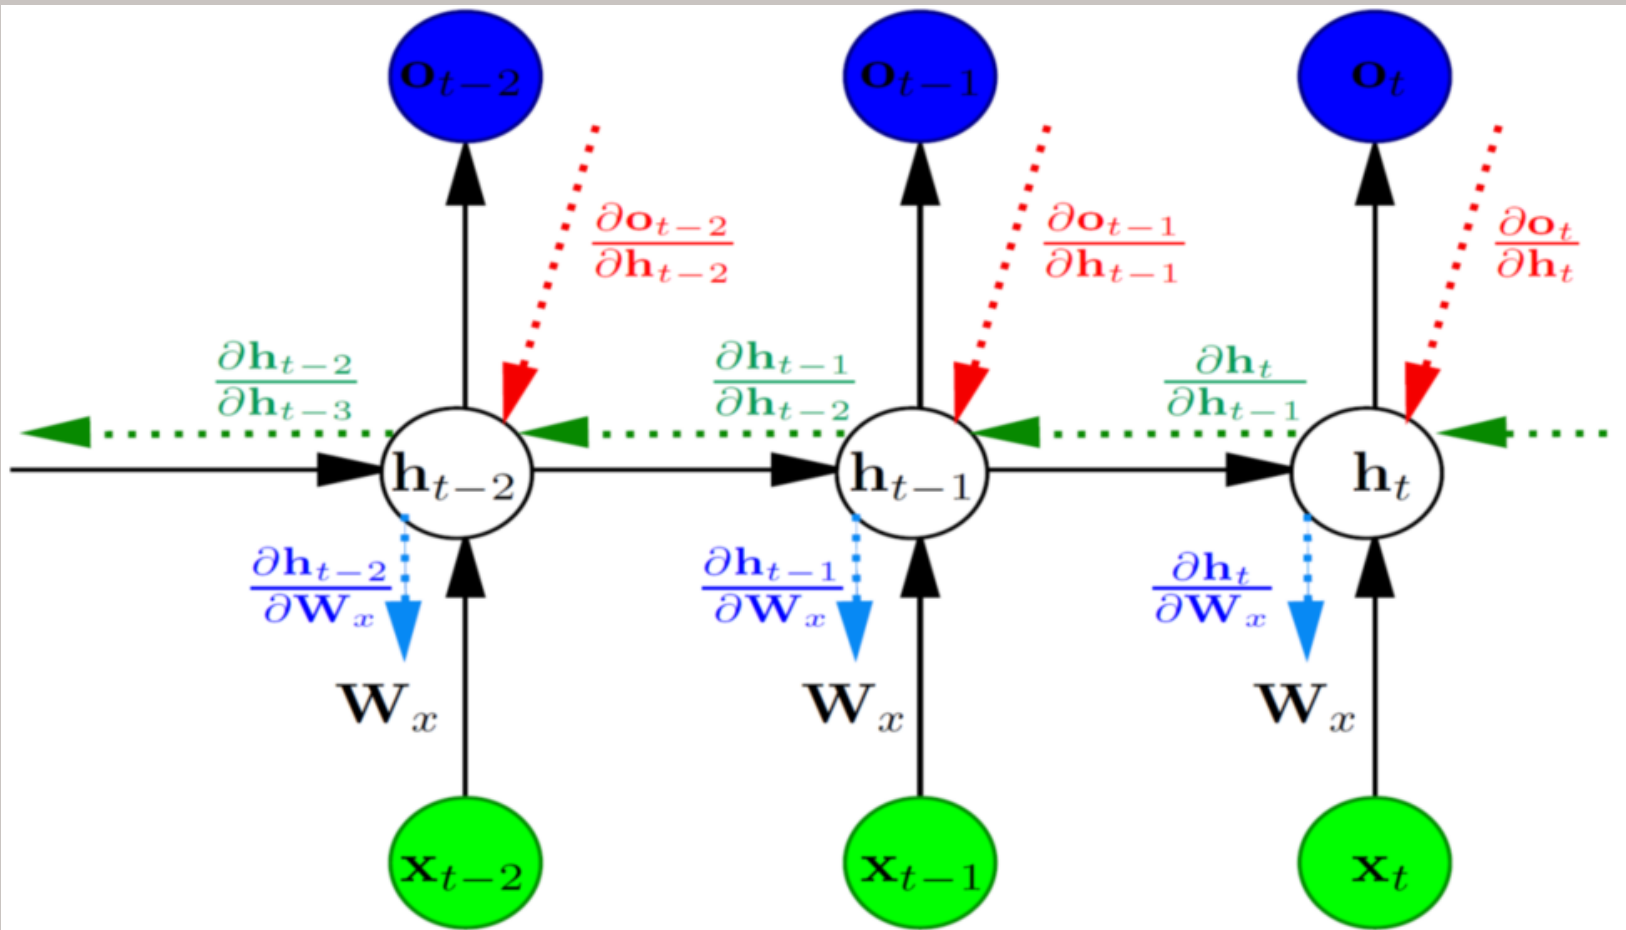 o_{t−2} o_{t−1} o_t
∂o_{t−2}/∂h_{t−2} ∂o_{t−1}/∂h_{t−1} ∂o_t/∂h_t
∂h_{t−2}/∂h_{t−3} ∂h_{t−1}/∂h_{t−2} ∂h_t/∂h_{t−1}
h_{t−2} h_{t−1} h_t
∂h_{t−2}/∂W_x ∂h_{t−1}/∂W_x ∂h_t/∂W_x
W_x W_x W_x
x_{t−2} x_{t−1} x_t